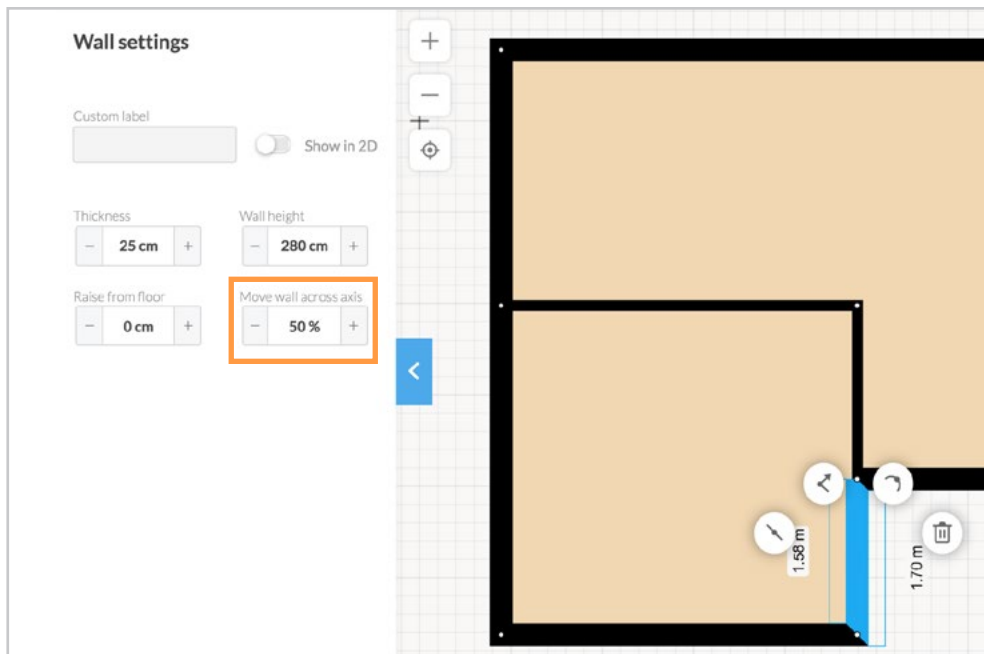 Wall settings
Custom label
Show in 2D
Thickness
Wall height
− 25 cm +
− 280 cm +
Raise from floor
Move wall across axis
− 0 cm +
− 50 % +
1.58 m
1.70 m